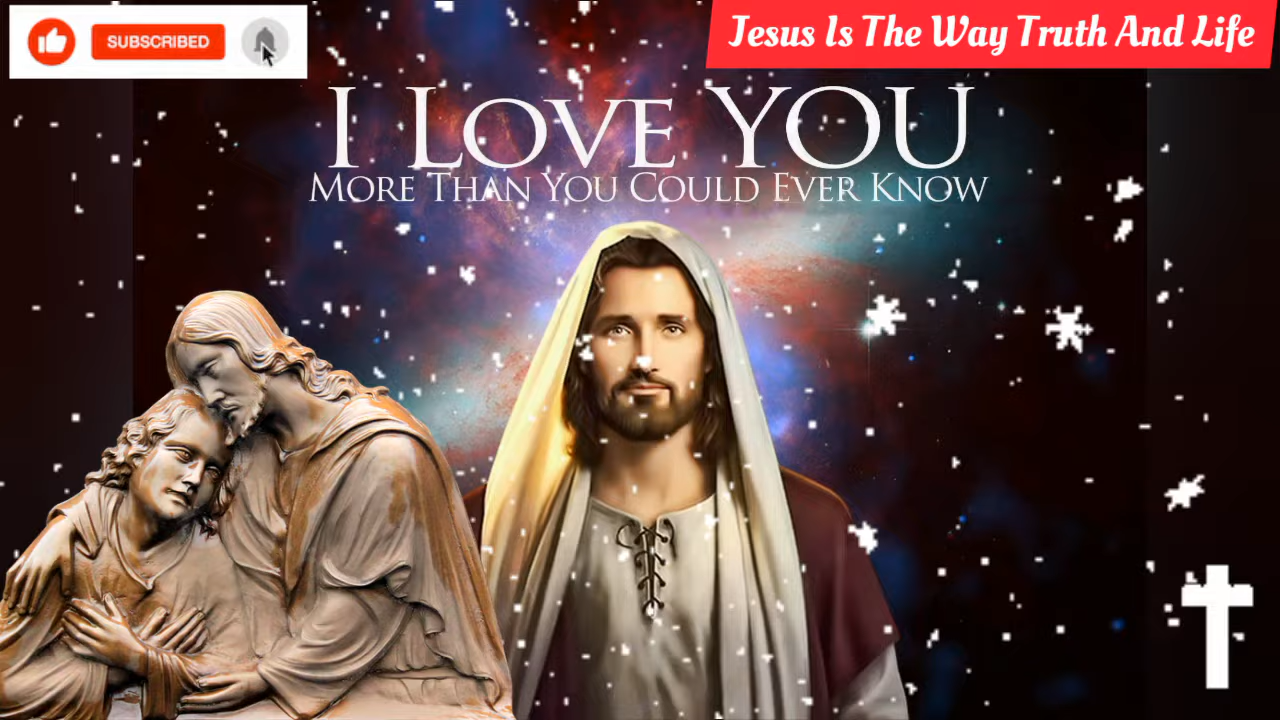 SUBSCRIBED
Jesus Is The Way Truth And Life
I LOVE YOU
MORE THAN YOU COULD EVER KNOW